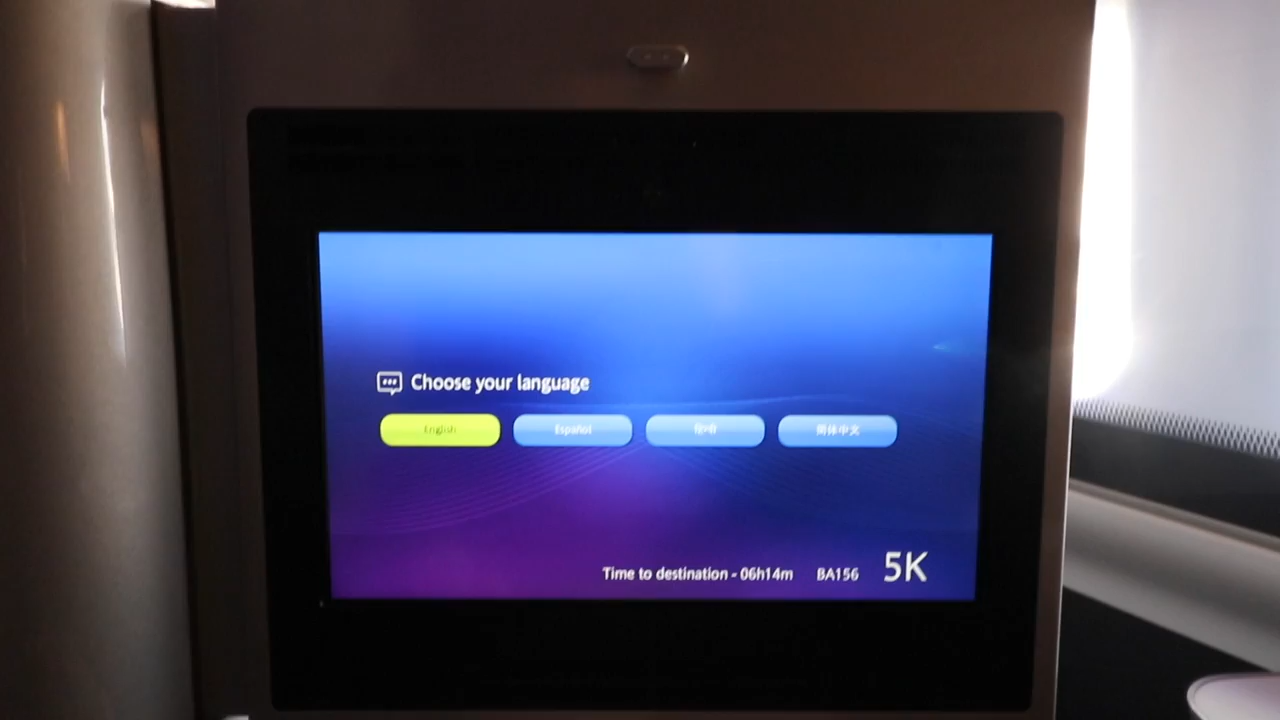 Choose your language
English Español 简体中文
Time to destination - 06h14m BA156 5K